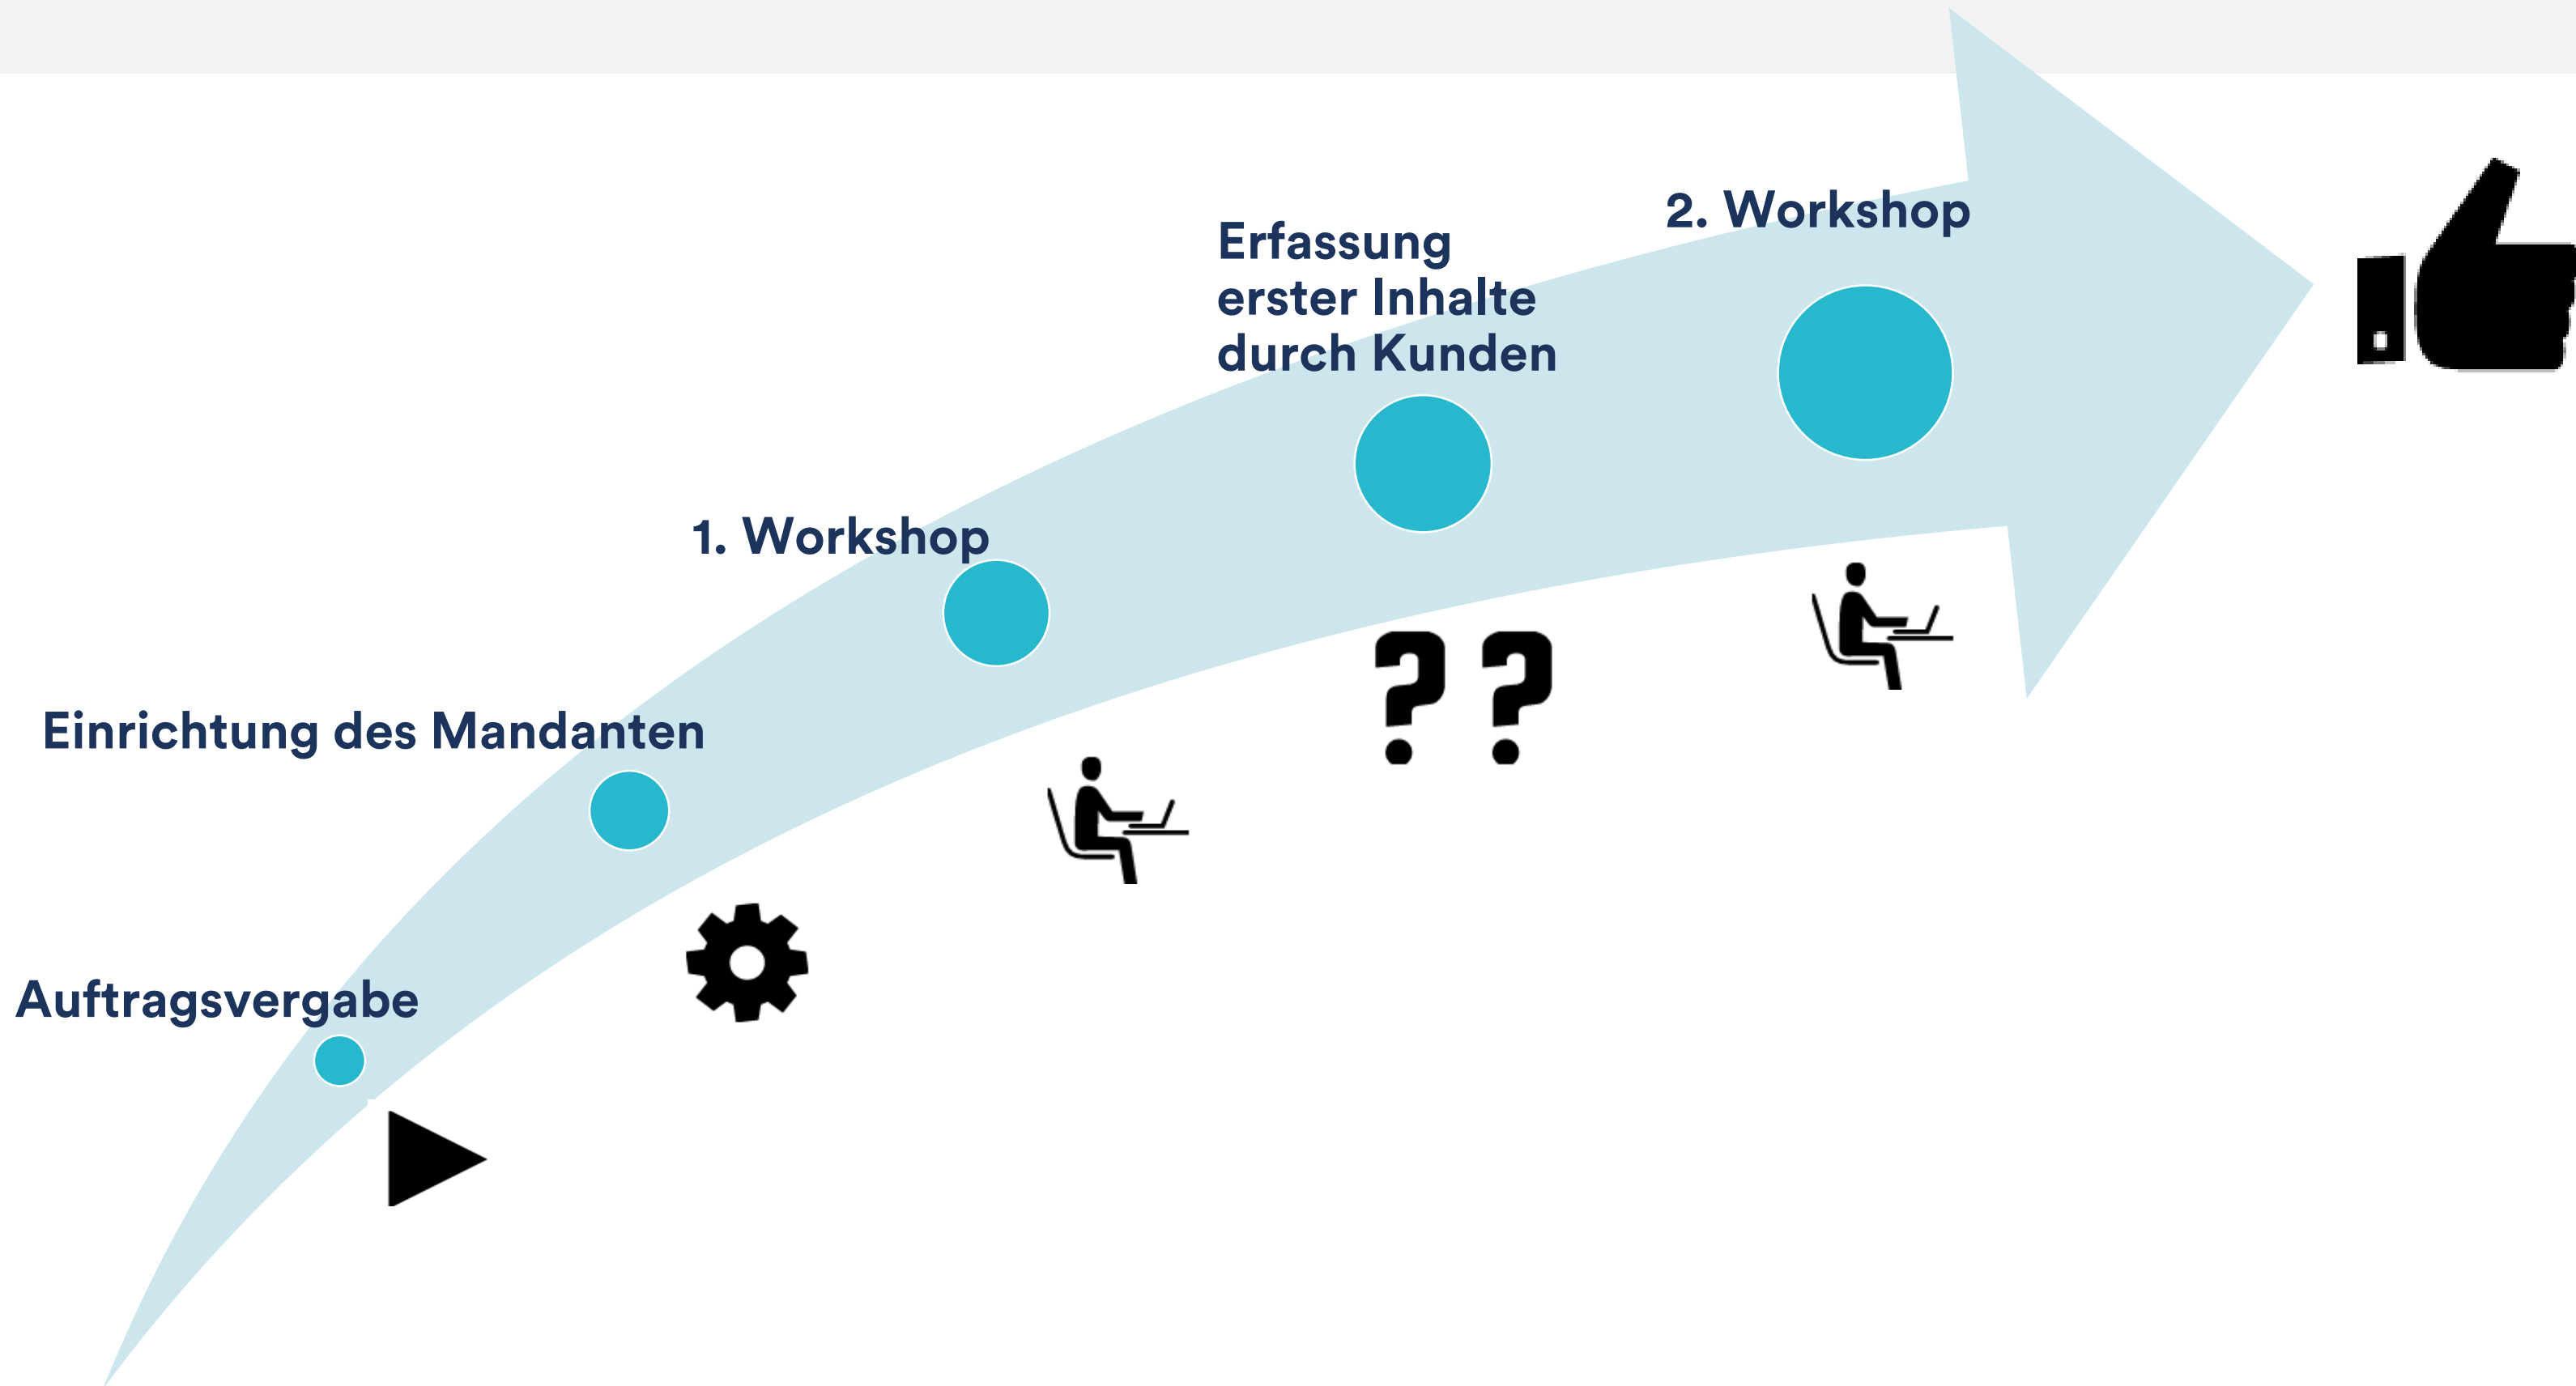 Auftragsvergabe
Einrichtung des Mandanten
1. Workshop
Erfassung
erster Inhalte
durch Kunden
2. Workshop
? ?